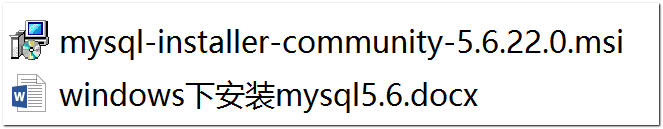 mysql-installer-community-5.6.22.0.msi
windows下安装mysql5.6.docx